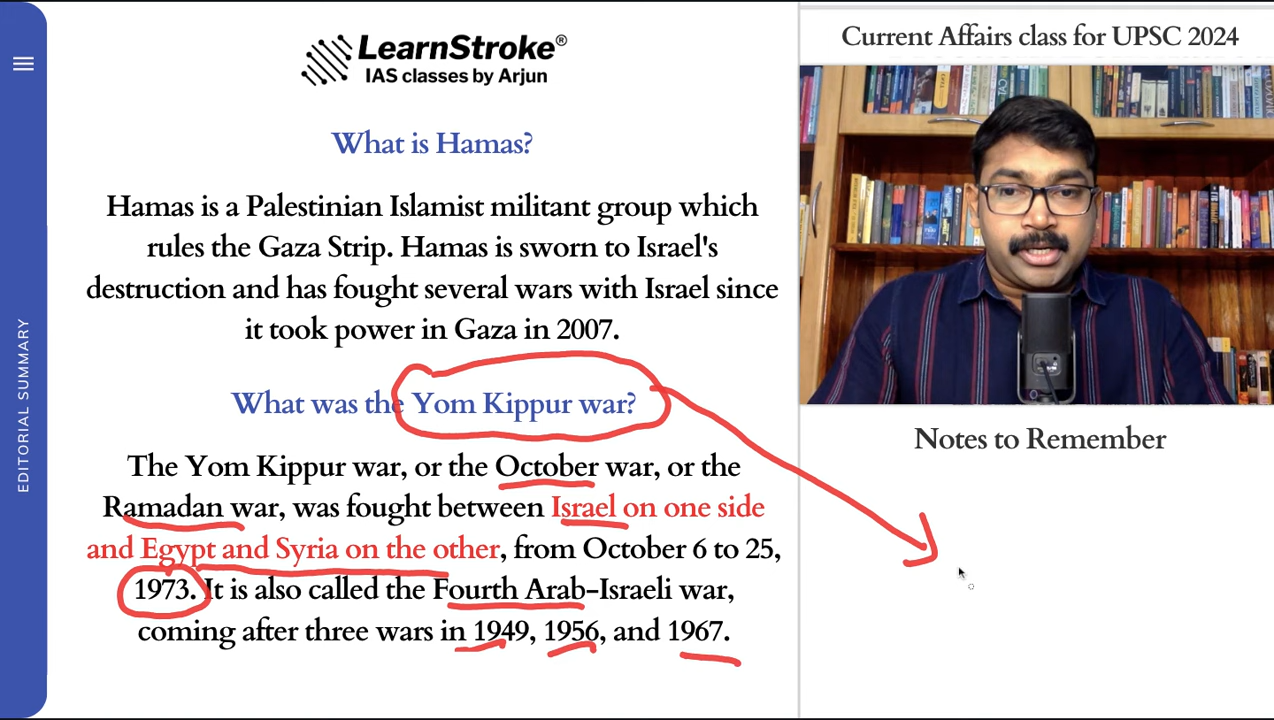 LearnStroke®
IAS classes by Arjun
What is Hamas?
Hamas is a Palestinian Islamist militant group which
rules the Gaza Strip. Hamas is sworn to Israel's
destruction and has fought several wars with Israel since
it took power in Gaza in 2007.
What was the Yom Kippur war?
The Yom Kippur war, or the October war, or the
Ramadan war, was fought between Israel on one side
and Egypt and Syria on the other, from October 6 to 25,
1973. It is also called the Fourth Arab-Israeli war,
coming after three wars in 1949, 1956, and 1967.
EDITORIAL SUMMARY
Current Affairs class for UPSC 2024
Notes to Remember